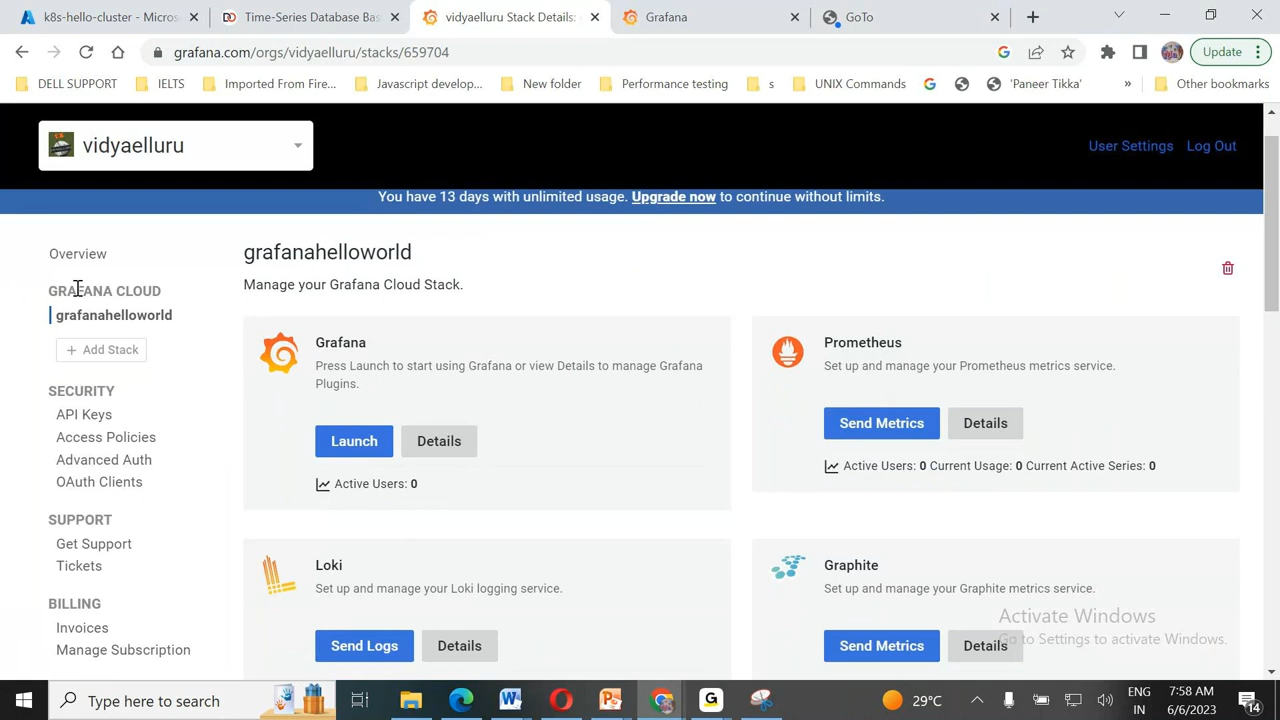 k8s-hello-cluster - Micros
Time-Series Database Bas
vidyaelluru Stack Details:
Grafana
GoTo
grafana.com/orgs/vidyaelluru/stacks/659704
Update
DELL SUPPORT
IELTS
Imported From Fire...
Javascript develop...
New folder
Performance testing
s
UNIX Commands
'Paneer Tikka'
»
Other bookmarks
vidyaelluru
User Settings
Log Out
You have 13 days with unlimited usage. Upgrade now to continue without limits.
Overview
GRAFANA CLOUD
grafanahelloworld
+ Add Stack
SECURITY
API Keys
Access Policies
Advanced Auth
OAuth Clients
SUPPORT
Get Support
Tickets
BILLING
Invoices
Manage Subscription
grafanahelloworld
Manage your Grafana Cloud Stack.
Grafana
Press Launch to start using Grafana or view Details to manage Grafana
Plugins.
Launch
Details
Active Users: 0
Prometheus
Set up and manage your Prometheus metrics service.
Send Metrics
Details
Active Users: 0 Current Usage: 0 Current Active Series: 0
Loki
Set up and manage your Loki logging service.
Send Logs
Details
Graphite
Set up and manage your Graphite metrics service.
Send Metrics
Details
Activate Windows
Go to Settings to activate Windows.
Type here to search
29°C
ENG
IN
7:58 AM
6/6/2023
14